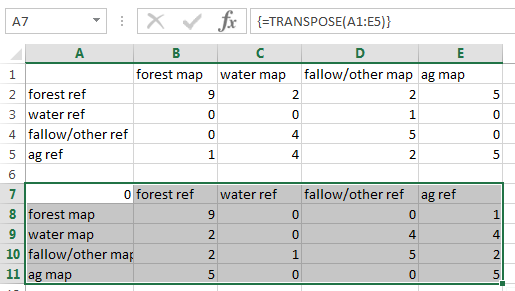 A7 fx {=TRANSPOSE(A1:E5)}
A B C D E
1 forest map water map fallow/other map ag map
2 forest ref 9 2 2 5
3 water ref 0 0 1 0
4 fallow/other ref 0 4 5 0
5 ag ref 1 4 2 5
6
7 0 forest ref water ref fallow/other ref ag ref
8 forest map 9 0 0 1
9 water map 2 0 4 4
10 fallow/other map 2 1 5 2
11 ag map 5 0 0 5